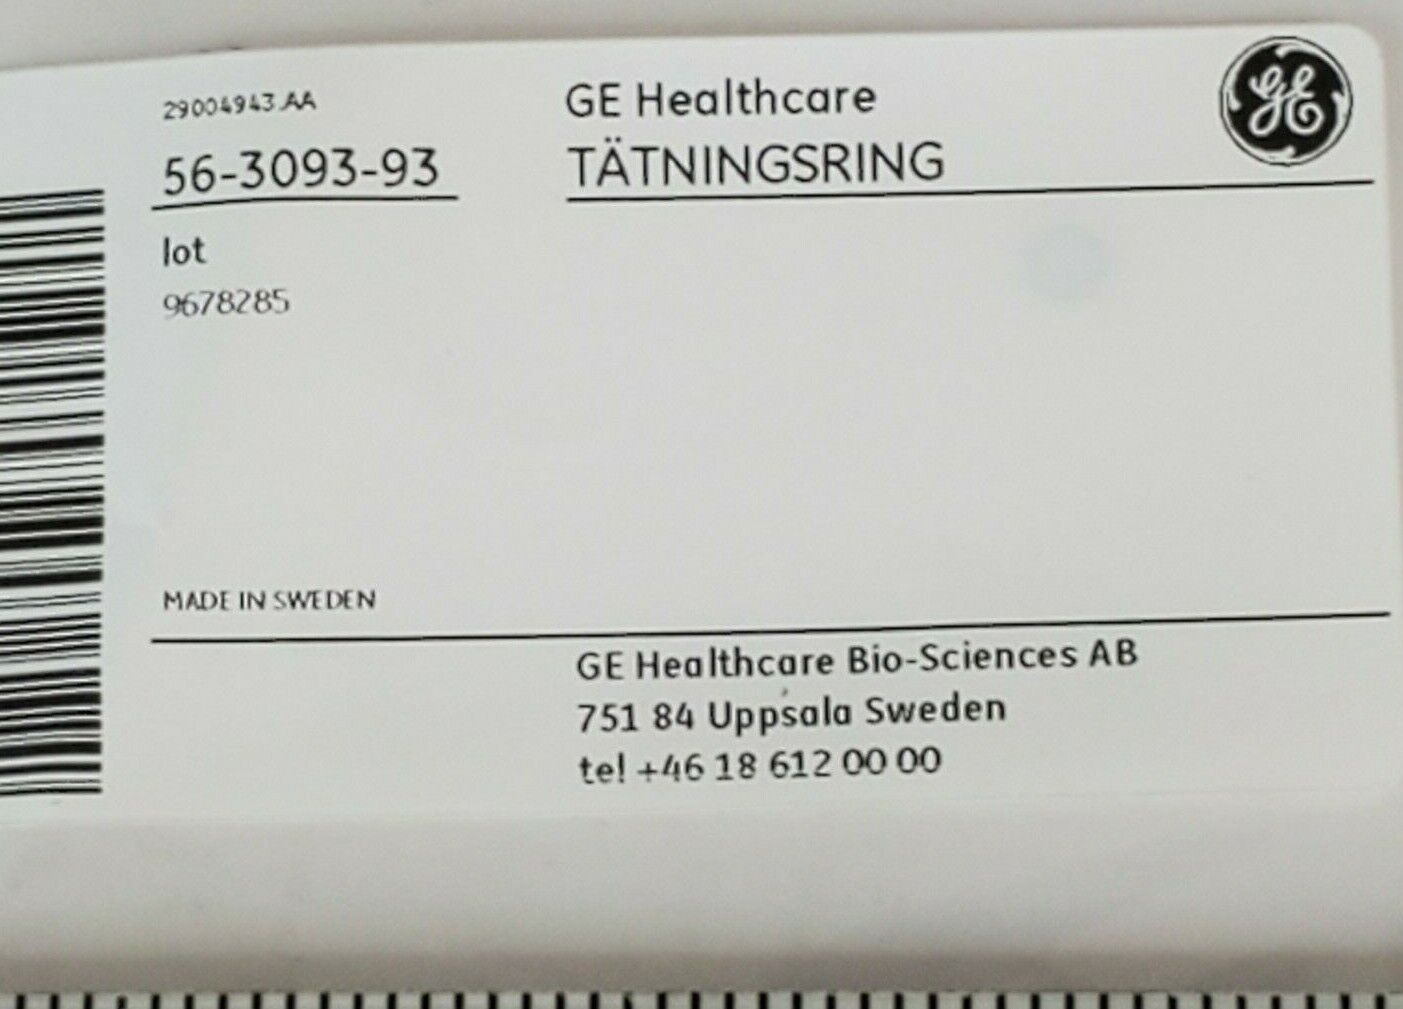 29004943 AA
56-3093-93
lot
9678285
MADE IN SWEDEN
GE Healthcare
TÄTNINGSRING
GE
GE Healthcare Bio-Sciences AB
751 84 Uppsala Sweden
tel +46 18 612 00 00